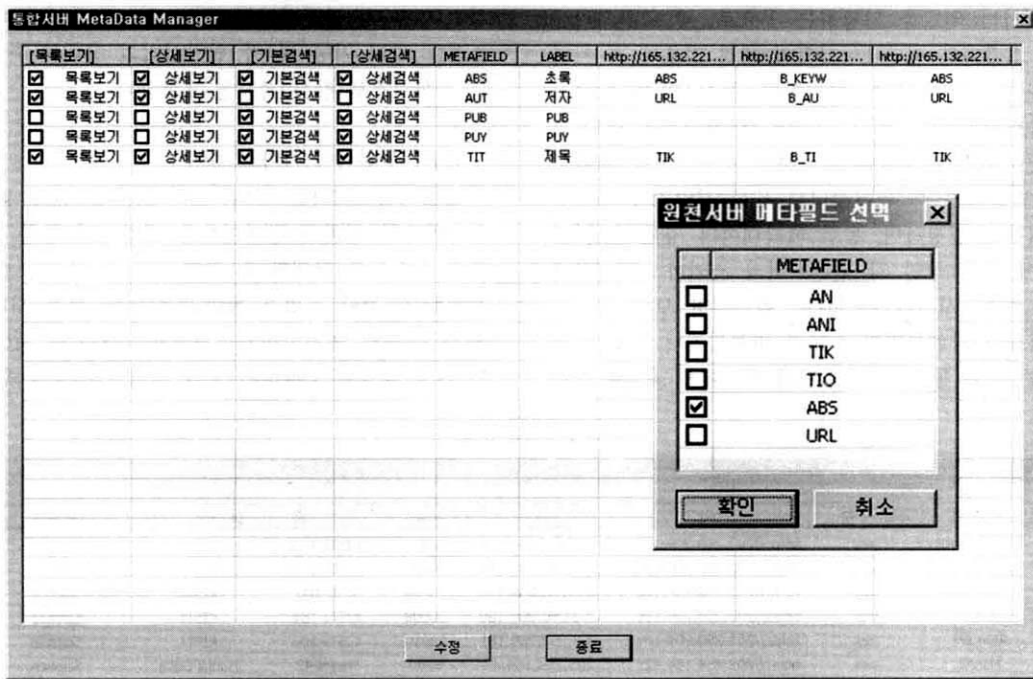 통합서버 MetaData Manager
[목록보기] [상세보기] [기본검색] [상세검색] METAFIELD LABEL http://165.132.221... http://165.132.221... http://165.132.221...
목록보기 상세보기 기본검색 상세검색 ABS 초록 ABS B_KEYW ABS
목록보기 상세보기 기본검색 상세검색 AUT 저자 URL B_AU URL
목록보기 상세보기 기본검색 상세검색 PUB PUB
목록보기 상세보기 기본검색 상세검색 PUY PUY
목록보기 상세보기 기본검색 상세검색 TIT 제목 TIK B_TI TIK
원천서버 메타필드 선택
METAFIELD
AN
ANI
TIK
TIO
ABS
URL
확인 취소
수정 종료